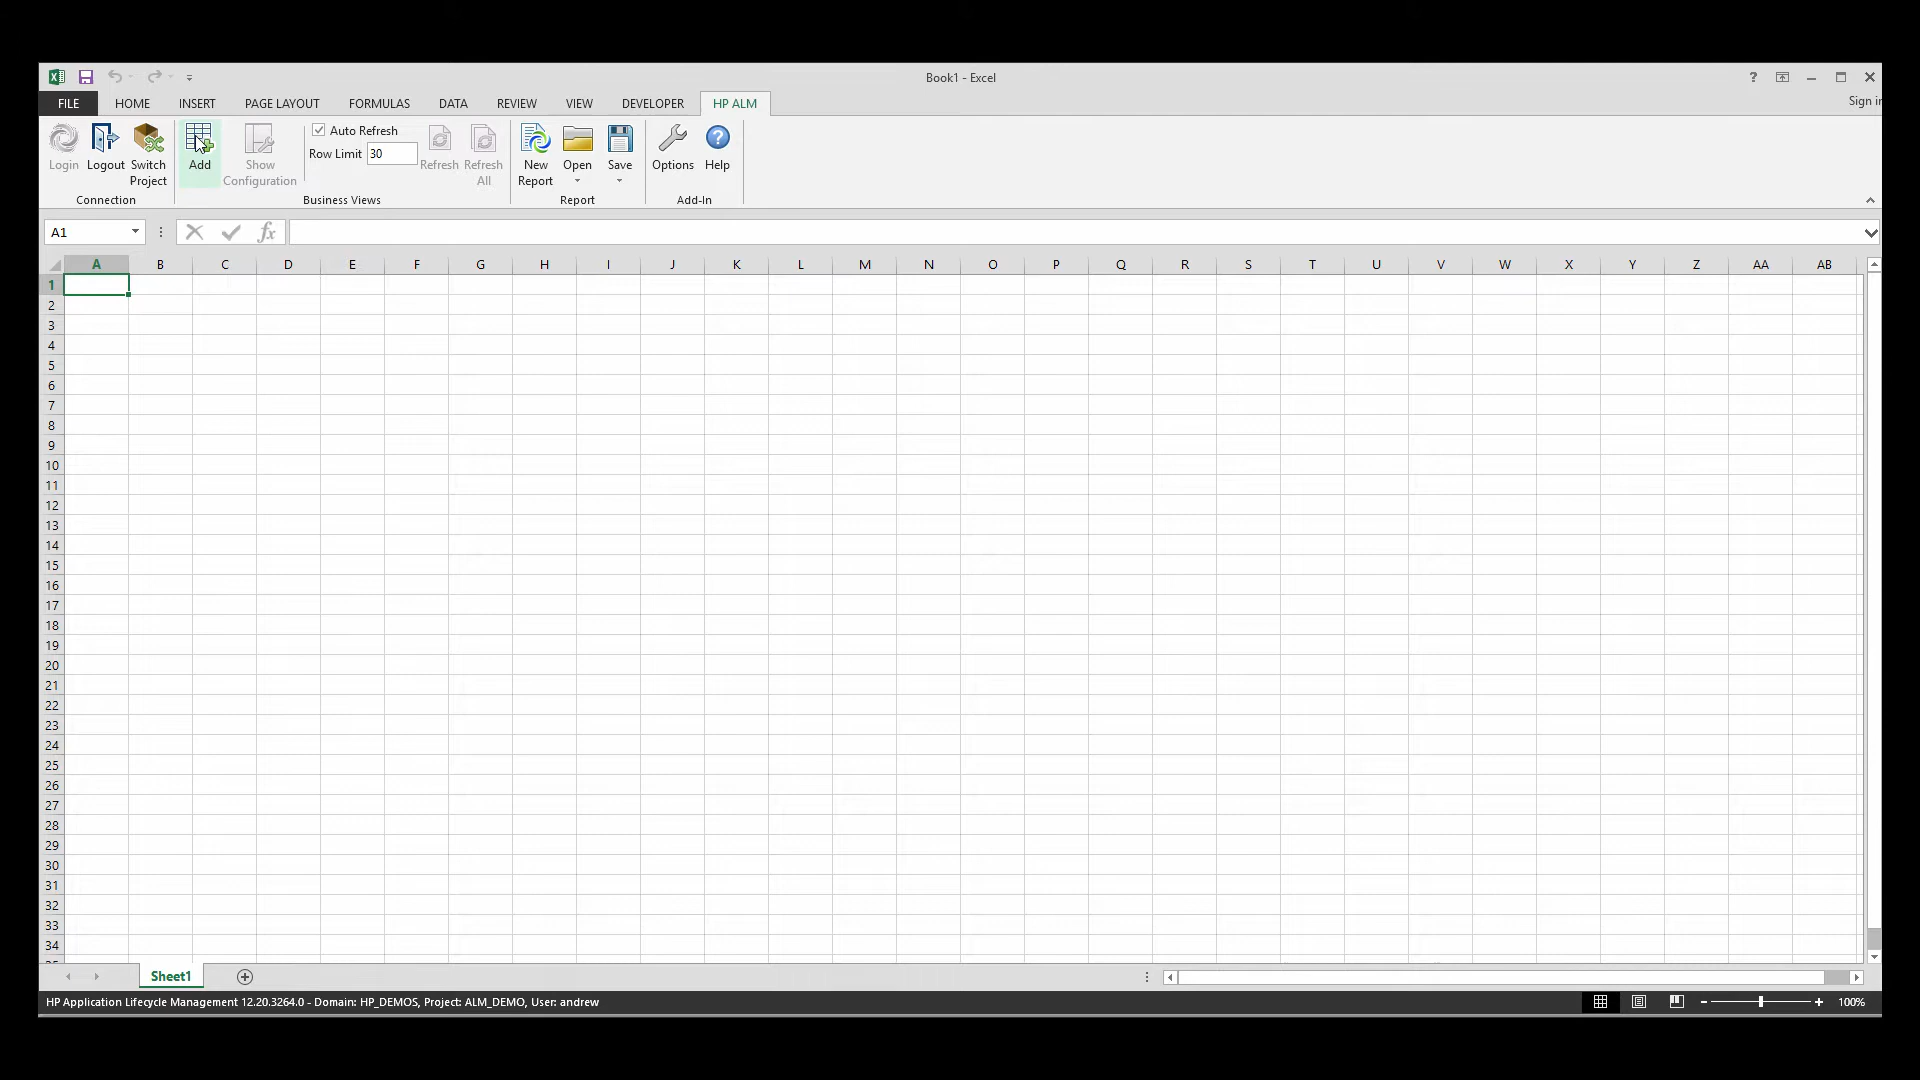 Book1 - Excel
?
Sign in
FILE HOME INSERT PAGE LAYOUT FORMULAS DATA REVIEW VIEW DEVELOPER HP ALM
Login Logout Switch Project
Connection
Add Show Configuration
Auto Refresh
Row Limit 30
Refresh Refresh All
Business Views
New Report Open Save
Report
Options Help
Add-In
A1 fx
A B C D E F G H I J K L M N O P Q R S T U V W X Y Z AA AB
1
2
3
4
5
6
7
8
9
10
11
12
13
14
15
16
17
18
19
20
21
22
23
24
25
26
27
28
29
30
31
32
33
34
Sheet1
HP Application Lifecycle Management 12.20.3264.0 - Domain: HP_DEMOS, Project: ALM_DEMO, User: andrew
100%